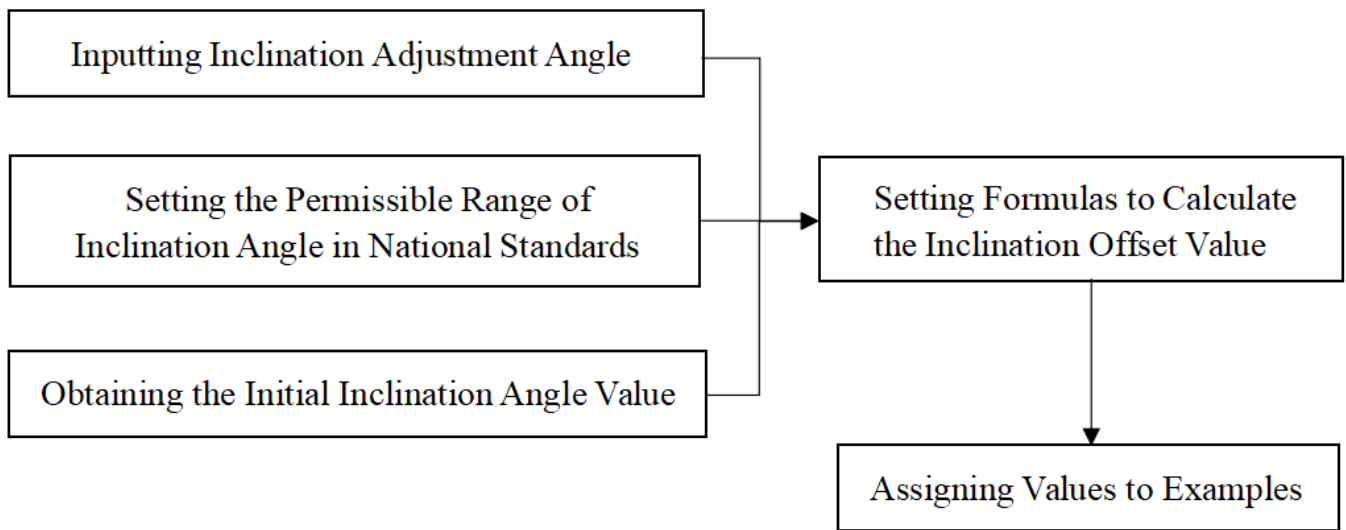 Inputting Inclination Adjustment Angle
Setting the Permissible Range of
Inclination Angle in National Standards
Obtaining the Initial Inclination Angle Value
Setting Formulas to Calculate
the Inclination Offset Value
Assigning Values to Examples